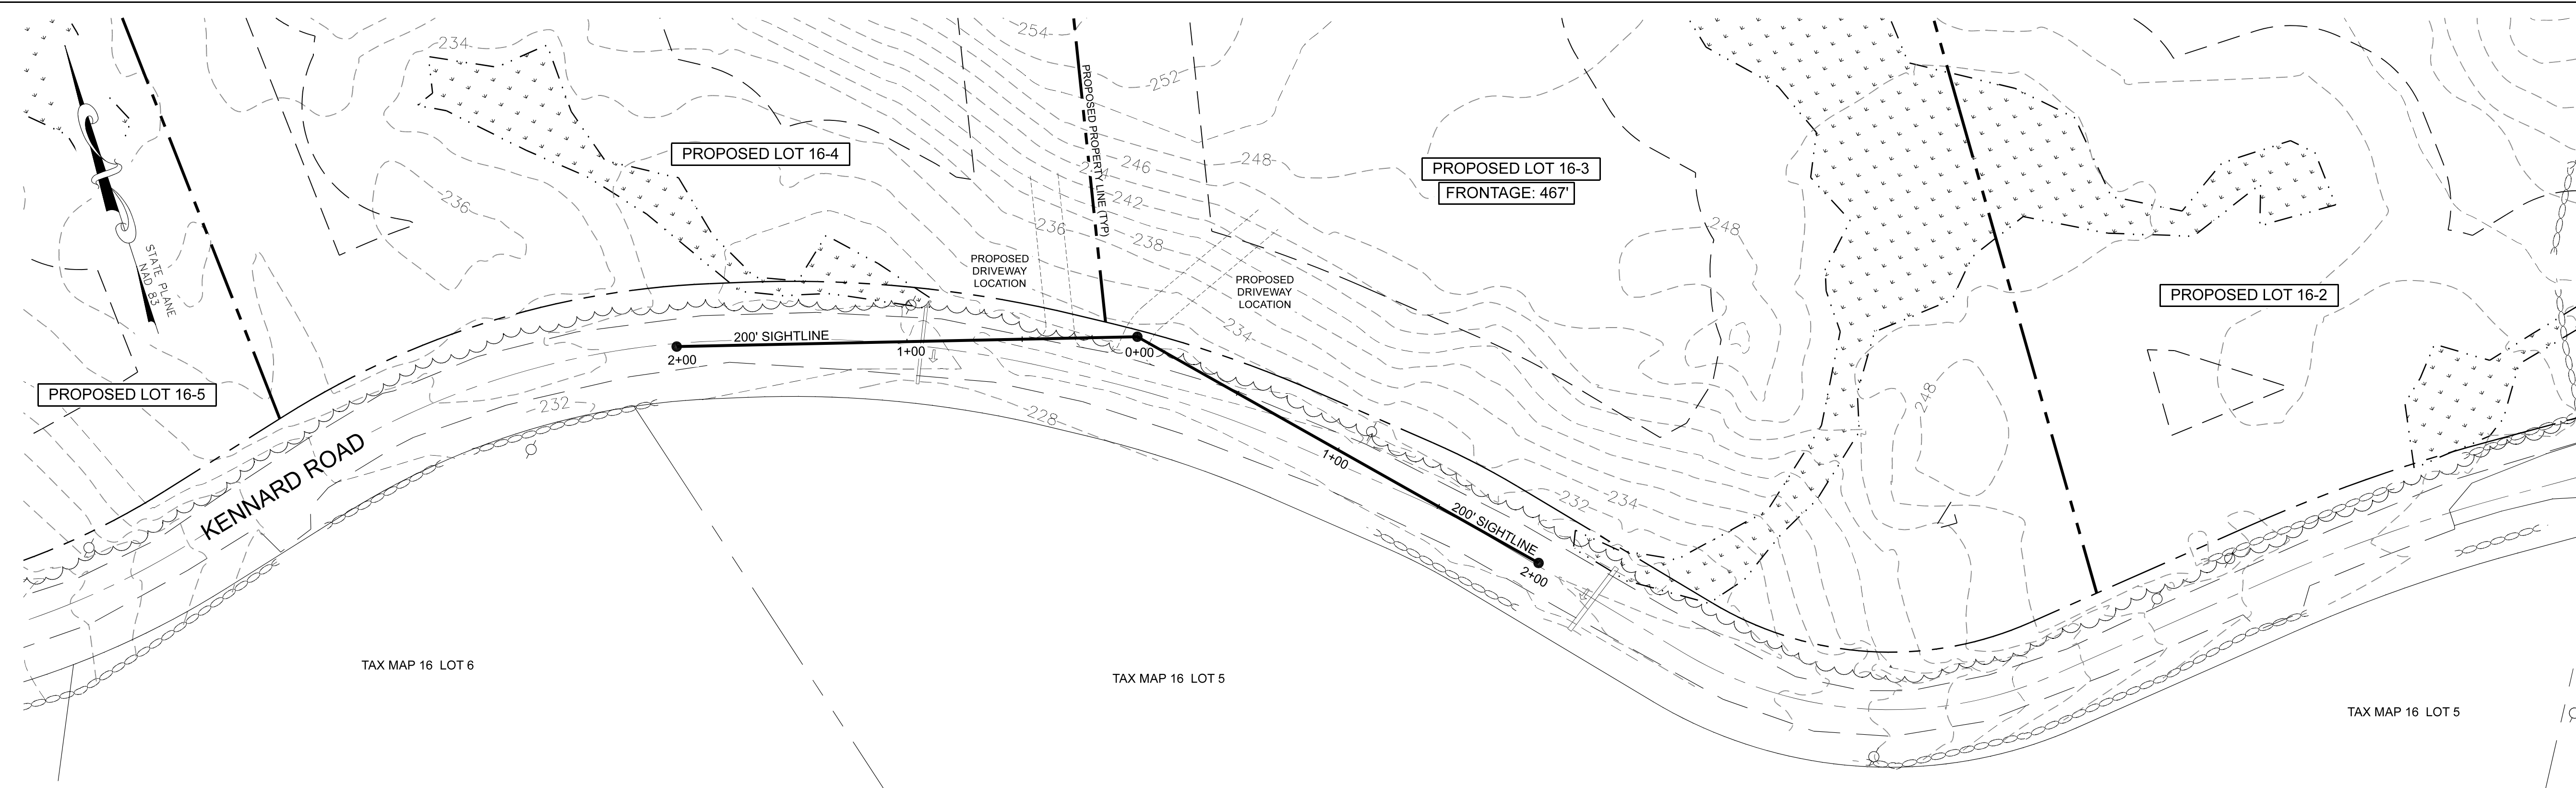 254
234
252
PROPOSED LOT 16-4
PROPOSED PROPERTY LINE (TYP)
246
248
244
242
PROPOSED LOT 16-3
FRONTAGE: 467'
236
236
238
248
STATE PLANE
NAD 83
PROPOSED
DRIVEWAY
LOCATION
PROPOSED
DRIVEWAY
LOCATION
PROPOSED LOT 16-2
234
200' SIGHTLINE
2+00
1+00
0+00
PROPOSED LOT 16-5
232
228
248
KENNARD ROAD
1+00
200' SIGHTLINE
2+00
232
234
TAX MAP 16 LOT 6
TAX MAP 16 LOT 5
TAX MAP 16 LOT 5